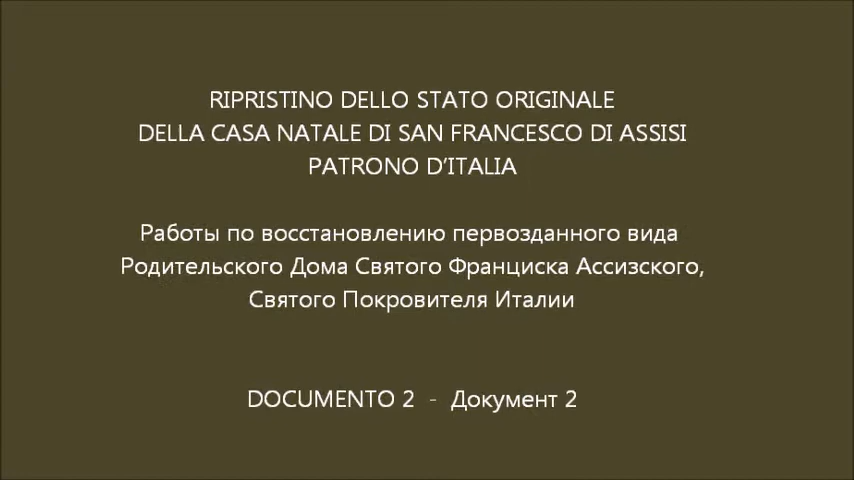 RIPRISTINO DELLO STATO ORIGINALE
DELLA CASA NATALE DI SAN FRANCESCO DI ASSISI
PATRONO D'ITALIA
Работы по восстановлению первозданного вида
Родительского Дома Святого Франциска Ассизского,
Святого Покровителя Италии
DOCUMENTO 2 - Документ 2